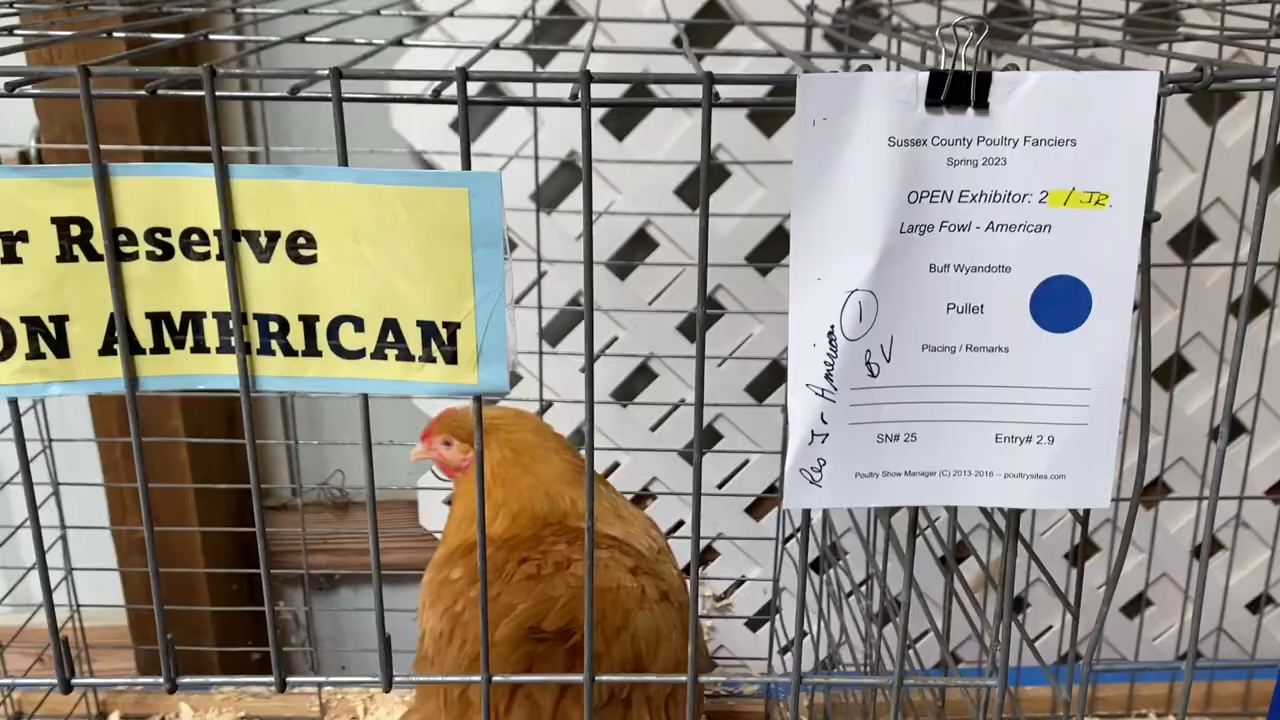 r Reserve
ON AMERICAN
Sussex County Poultry Fanciers
Spring 2023
OPEN Exhibitor: 2 / JR.
Large Fowl - American
Buff Wyandotte
Pullet
Placing / Remarks
SN# 25
Entry# 2.9
Poultry Show Manager (C) 2013-2016 -- poultrysites.com
Res Jr American
1
BV